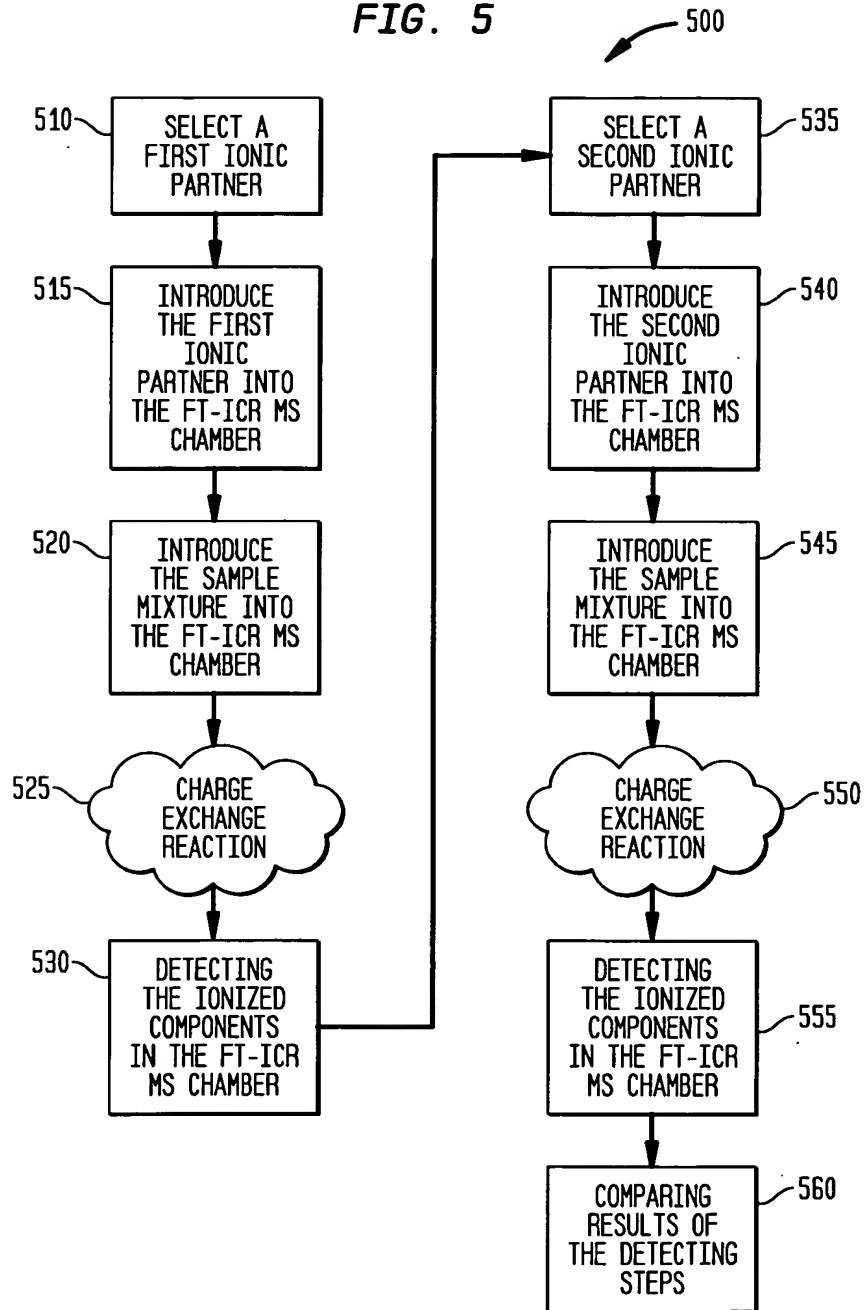 FIG. 5
500
510
SELECT A
FIRST IONIC
PARTNER
515
INTRODUCE
THE FIRST
IONIC
PARTNER INTO
THE FT-ICR MS
CHAMBER
520
INTRODUCE
THE SAMPLE
MIXTURE INTO
THE FT-ICR MS
CHAMBER
525
CHARGE
EXCHANGE
REACTION
530
DETECTING
THE IONIZED
COMPONENTS
IN THE FT-ICR
MS CHAMBER
535
SELECT A
SECOND IONIC
PARTNER
540
INTRODUCE
THE SECOND
IONIC
PARTNER INTO
THE FT-ICR MS
CHAMBER
545
INTRODUCE
THE SAMPLE
MIXTURE INTO
THE FT-ICR MS
CHAMBER
550
CHARGE
EXCHANGE
REACTION
555
DETECTING
THE IONIZED
COMPONENTS
IN THE FT-ICR
MS CHAMBER
560
COMPARING
RESULTS OF
THE DETECTING
STEPS